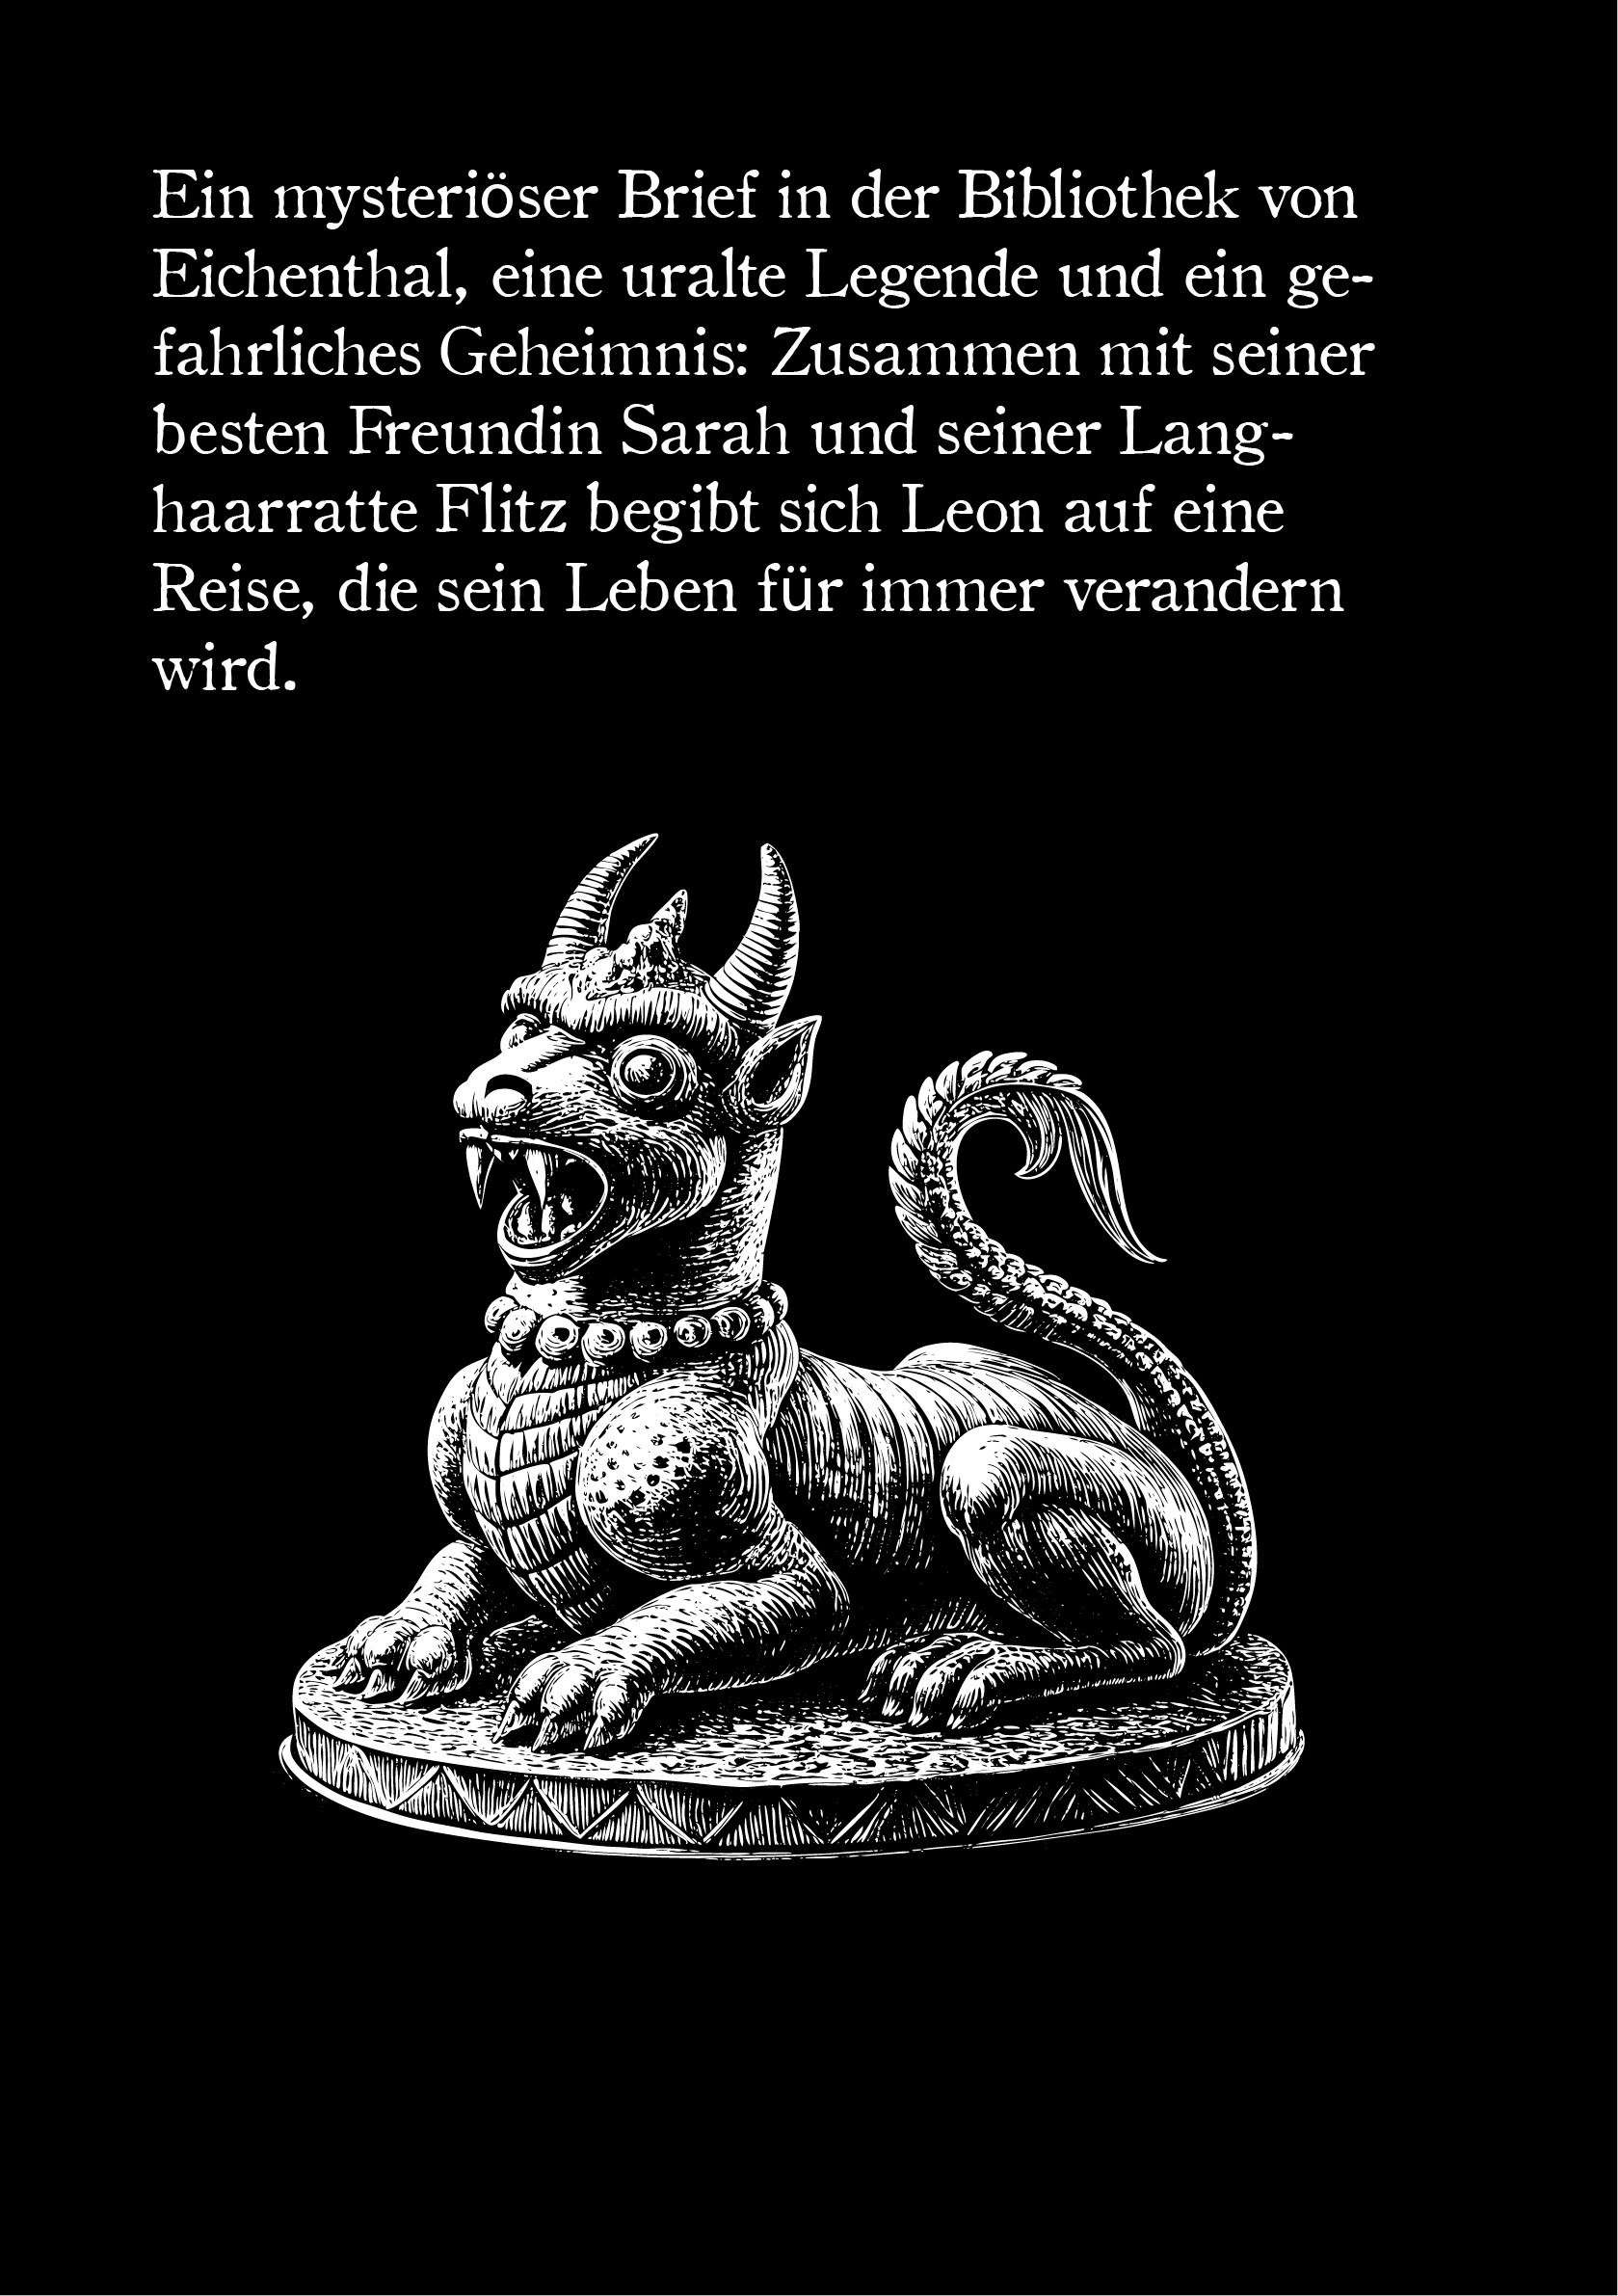 Ein mysteriöser Brief in der Bibliothek von
Eichenthal, eine uralte Legende und ein ge-
fahrliches Geheimnis: Zusammen mit seiner
besten Freundin Sarah und seiner Lang-
haarratte Flitz begibt sich Leon auf eine
Reise, die sein Leben für immer verandern
wird.